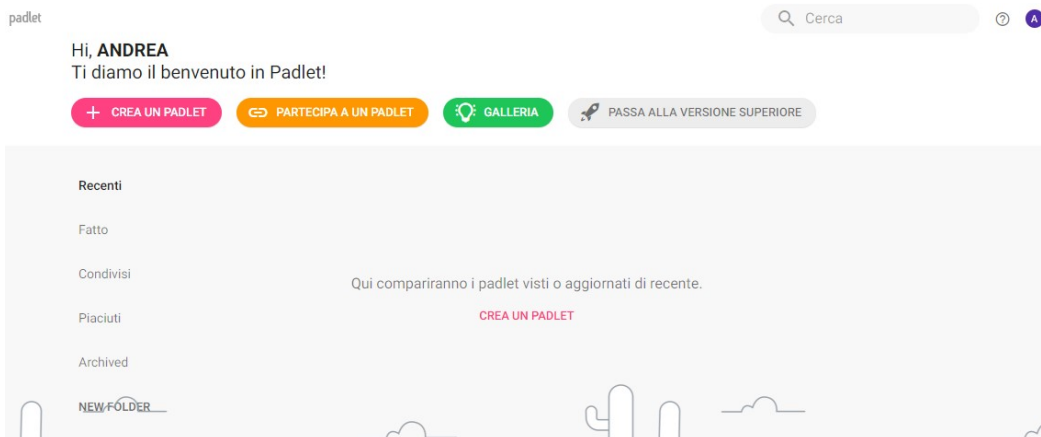 padlet
Cerca
A
Hi, ANDREA
Ti diamo il benvenuto in Padlet!
CREA UN PADLET
PARTECIPA A UN PADLET
GALLERIA
PASSA ALLA VERSIONE SUPERIORE
Recenti
Fatto
Condivisi
Piaciuti
Archived
NEW FOLDER
Qui compariranno i padlet visti o aggiornati di recente.
CREA UN PADLET